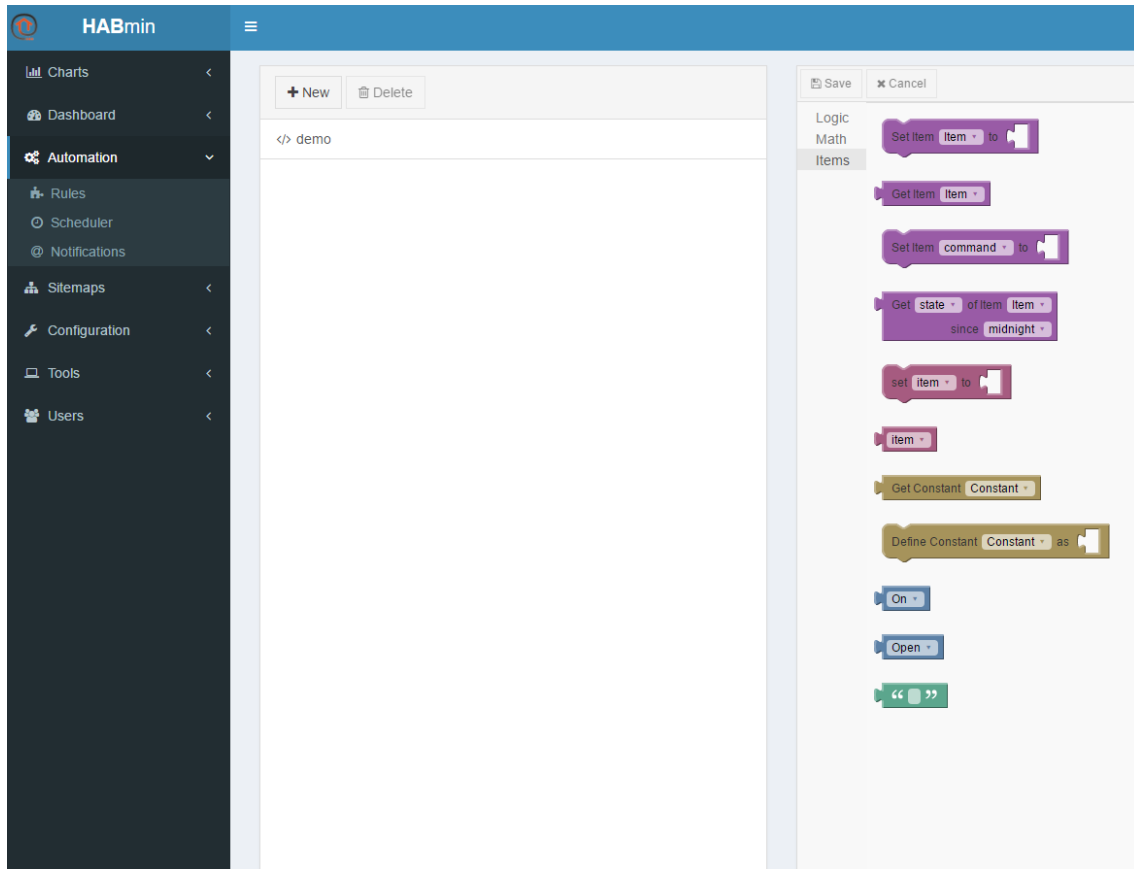 HABmin
Charts
Dashboard
Automation
Rules
Scheduler
@ Notifications
Sitemaps
Configuration
Tools
Users
+ New Delete
</> demo
Save × Cancel
Logic
Math
Items
Set Item Item to
Get Item Item
Set Item command to
Get state of Item Item
since midnight
set item to
item
Get Constant Constant
Define Constant Constant as
On
Open
“ ”